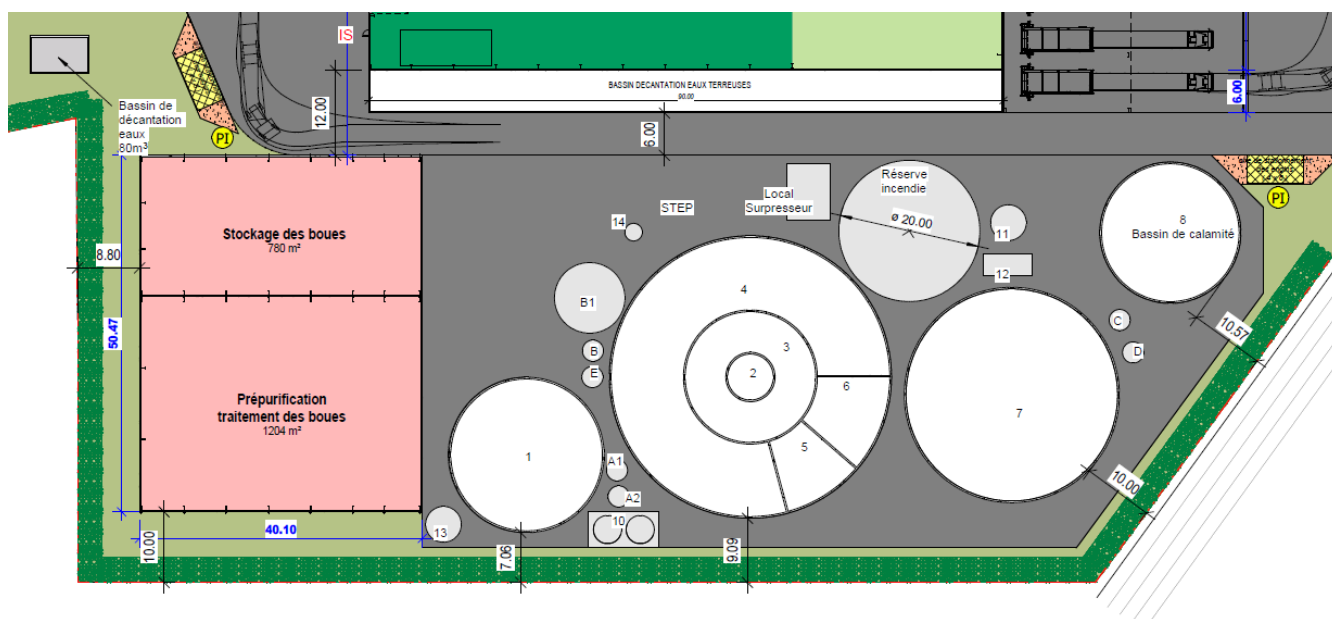 IS
BASSIN DECANTATION EAUX TERREUSES
90.00
12.00
6.00
6.00
Bassin de
décantation
eaux
80m³
PI
Réserve
incendie
Local
Surpresseur
STEP
ø 20.00
14
11
12
8
Bassin de calamité
PI
Stockage des boues
780 m²
8.80
50.47
B1
4
3
2
6
5
B
E
C
D
10.57
Prépurification
traitement des boues
1204 m²
7
1
A1
A2
10
13
10.00
40.10
10.00
7.06
9.09